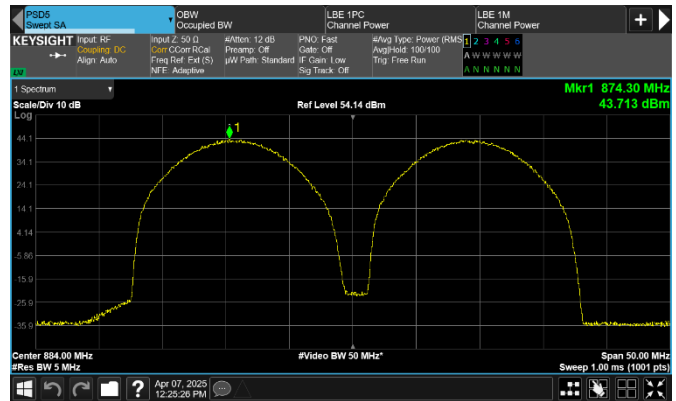 PSD5
Swept SA
OBW
Occupied BW
LBE 1PC
Channel Power
LBE 1M
Channel Power
KEYSIGHT
Input: RF
Coupling: DC
Align: Auto
Input Z: 50 Ω
Corr CCorr RCal
Freq Ref: Ext (S)
NFE: Adaptive
#Atten: 12 dB
Preamp: Off
µW Path: Standard
PNO: Fast
Gate: Off
IF Gain: Low
Sig Track: Off
#Avg Type: Power (RMS)
Avg|Hold: 100/100
Trig: Free Run
1 2 3 4 5 6
A W W W W W
A N N N N N
LXI
1 Spectrum
Scale/Div 10 dB
Ref Level 54.14 dBm
Mkr1 874.30 MHz
43.713 dBm
Log
1
44.1
34.1
24.1
14.1
4.14
-5.86
-15.9
-25.9
-35.9
Center 884.00 MHz
#Video BW 50 MHz*
Span 50.00 MHz
#Res BW 5 MHz
Sweep 1.00 ms (1001 pts)
?
Apr 07, 2025
12:25:26 PM